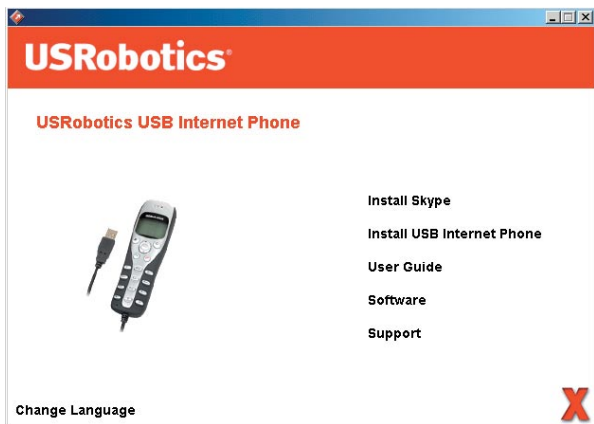 USRobotics
USRobotics USB Internet Phone
Install Skype
Install USB Internet Phone
User Guide
Software
Support
Change Language
X